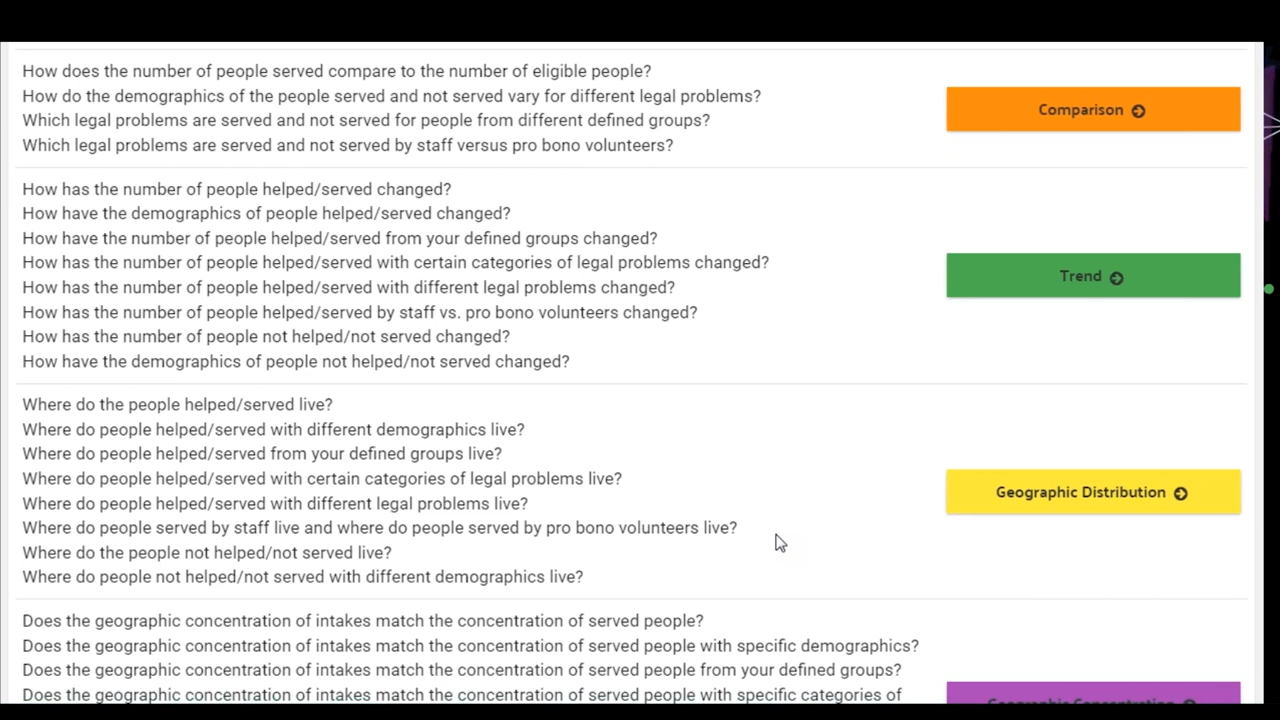 How does the number of people served compare to the number of eligible people?
How do the demographics of the people served and not served vary for different legal problems?
Which legal problems are served and not served for people from different defined groups?
Which legal problems are served and not served by staff versus pro bono volunteers?
Comparison
How has the number of people helped/served changed?
How have the demographics of people helped/served changed?
How have the number of people helped/served from your defined groups changed?
How has the number of people helped/served with certain categories of legal problems changed?
How has the number of people helped/served with different legal problems changed?
How has the number of people helped/served by staff vs. pro bono volunteers changed?
How has the number of people not helped/not served changed?
How have the demographics of people not helped/not served changed?
Trend
Where do the people helped/served live?
Where do people helped/served with different demographics live?
Where do people helped/served from your defined groups live?
Where do people helped/served with certain categories of legal problems live?
Where do people helped/served with different legal problems live?
Where do people served by staff live and where do people served by pro bono volunteers live?
Where do the people not helped/not served live?
Where do people not helped/not served with different demographics live?
Geographic Distribution
Does the geographic concentration of intakes match the concentration of served people?
Does the geographic concentration of intakes match the concentration of served people with specific demographics?
Does the geographic concentration of intakes match the concentration of served people from your defined groups?
Does the geographic concentration of intakes match the concentration of served people with specific categories of
Geographic Concentration